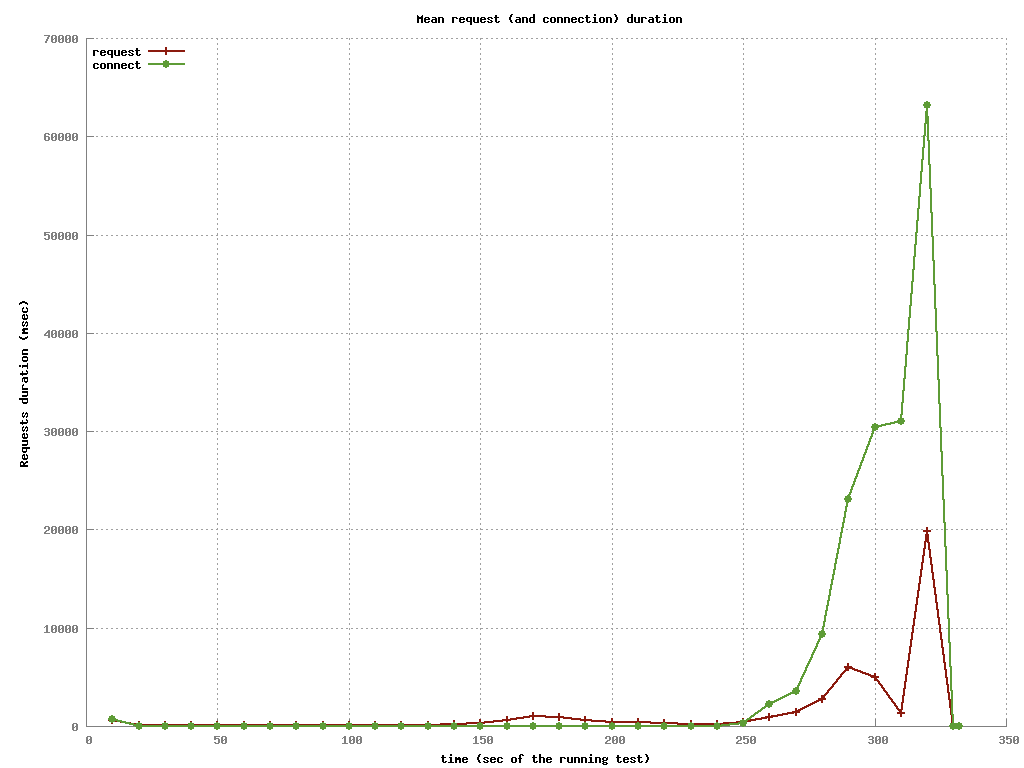 Mean request (and connection) duration
70000
request
connect
60000
50000
40000
30000
20000
10000
0
Requests duration (msec)
0 50 100 150 200 250 300 350
time (sec of the running test)